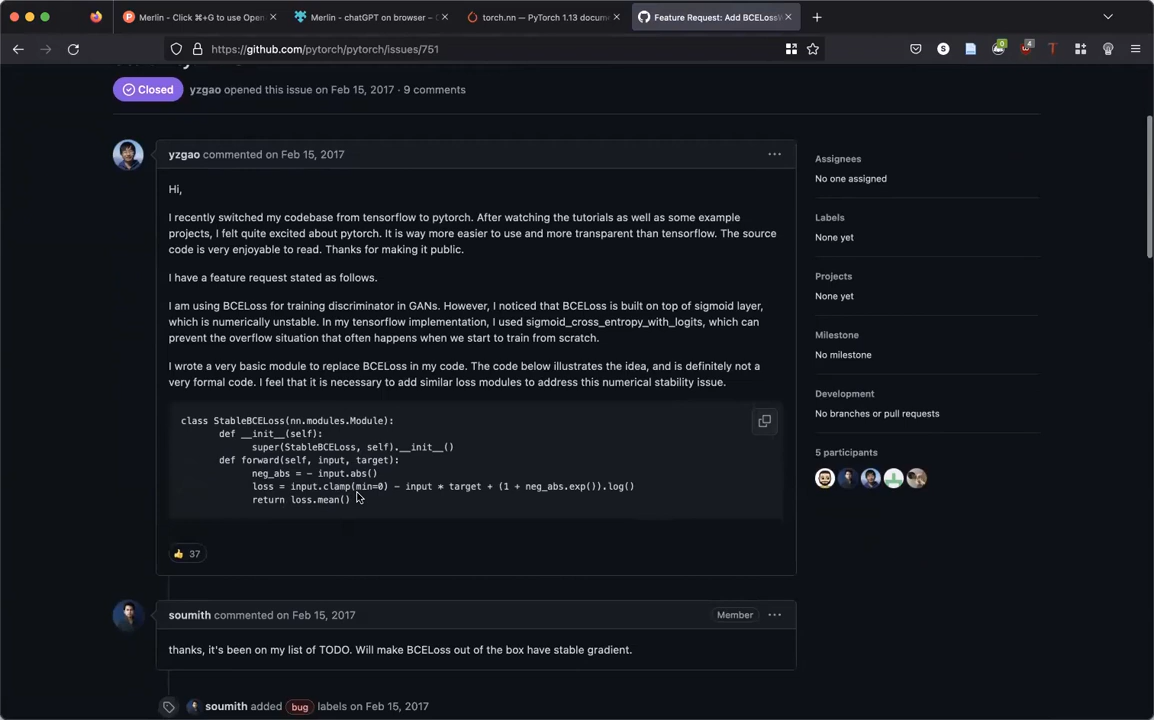 Merlin - Click ⌘+G to use Open
Merlin - chatGPT on browser – 
torch.nn — PyTorch 1.13 docum
Feature Request: Add BCELoss
https://github.com/pytorch/pytorch/issues/751
0
4
Closed
yzgao opened this issue on Feb 15, 2017 · 9 comments
yzgao commented on Feb 15, 2017
Hi,
I recently switched my codebase from tensorflow to pytorch. After watching the tutorials as well as some example
projects, I felt quite excited about pytorch. It is way more easier to use and more transparent than tensorflow. The source
code is very enjoyable to read. Thanks for making it public.
I have a feature request stated as follows.
I am using BCELoss for training discriminator in GANs. However, I noticed that BCELoss is built on top of sigmoid layer,
which is numerically unstable. In my tensorflow implementation, I used sigmoid_cross_entropy_with_logits, which can
prevent the overflow situation that often happens when we start to train from scratch.
I wrote a very basic module to replace BCELoss in my code. The code below illustrates the idea, and is definitely not a
very formal code. I feel that it is necessary to add similar loss modules to address this numerical stability issue.
class StableBCELoss(nn.modules.Module):
def __init__(self):
super(StableBCELoss, self).__init__()
def forward(self, input, target):
neg_abs = - input.abs()
loss = input.clamp(min=0) - input * target + (1 + neg_abs.exp()).log()
return loss.mean()
👍 37
soumith commented on Feb 15, 2017
Member
thanks, it's been on my list of TODO. Will make BCELoss out of the box have stable gradient.
soumith added bug labels on Feb 15, 2017
Assignees
No one assigned
Labels
None yet
Projects
None yet
Milestone
No milestone
Development
No branches or pull requests
5 participants